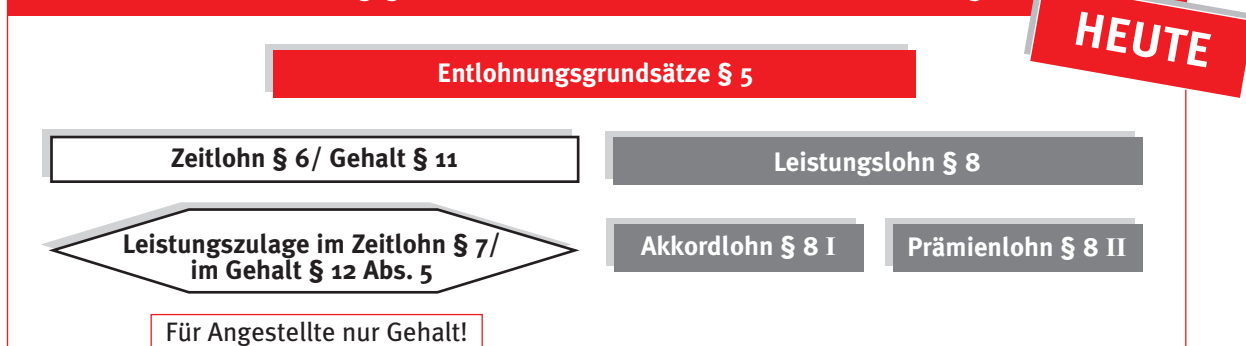 HEUTE
Entlohnungsgrundsätze § 5
Zeitlohn § 6/ Gehalt § 11
Leistungslohn § 8
Leistungszulage im Zeitlohn § 7/
im Gehalt § 12 Abs. 5
Akkordlohn § 8 I
Prämienlohn § 8 II
Für Angestellte nur Gehalt!